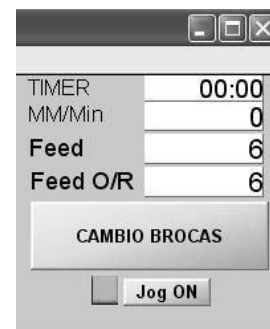 TIMER 00:00
MM/Min 0
Feed 6
Feed O/R 6
CAMBIO BROCAS
Jog ON